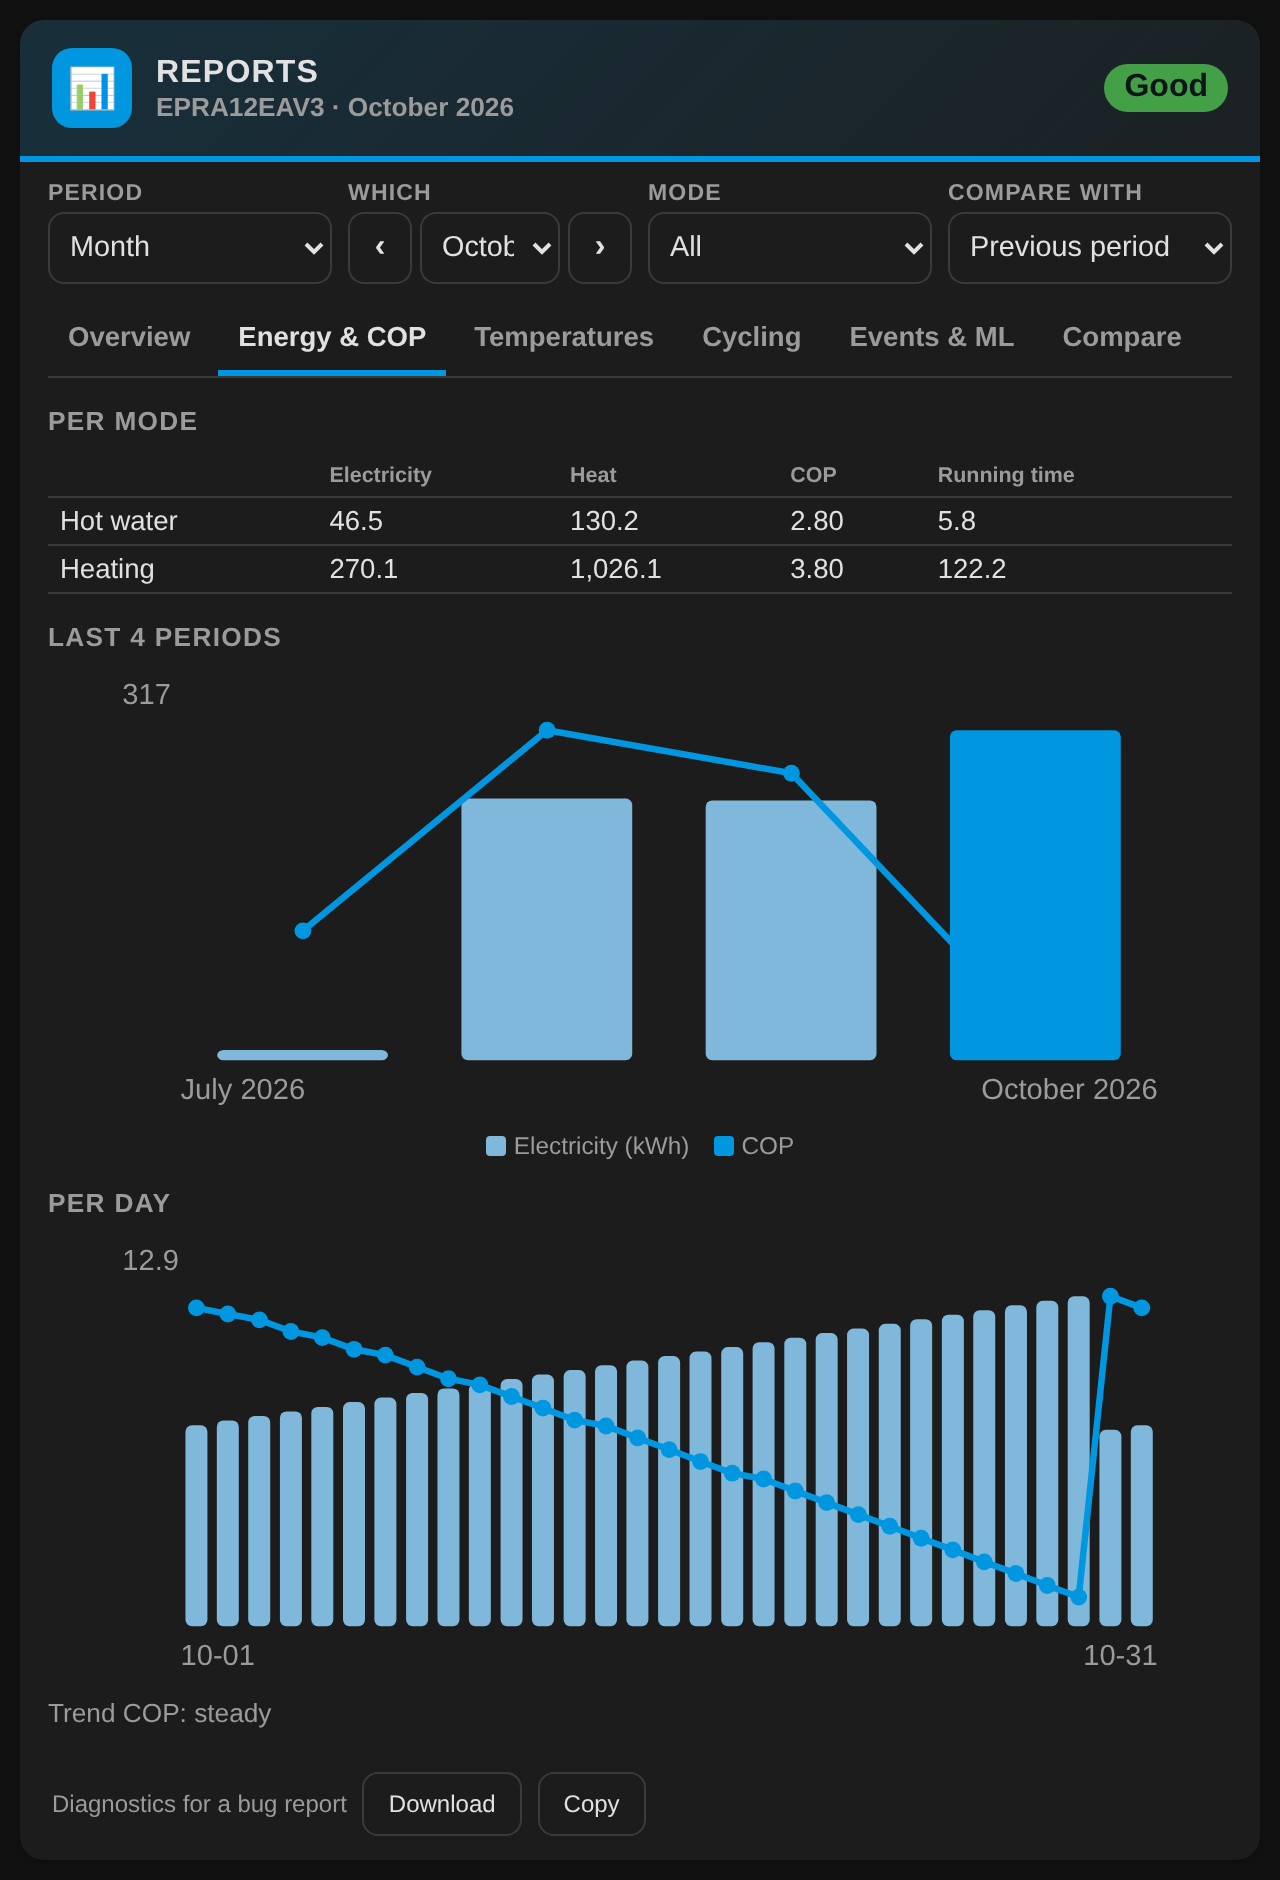 REPORTS
EPRA12EAV3 · October 2026
Good
PERIOD WHICH MODE COMPARE WITH
Month ‹ Octob › All Previous period
Overview Energy & COP Temperatures Cycling Events & ML Compare
PER MODE
Electricity Heat COP Running time
Hot water 46.5 130.2 2.80 5.8
Heating 270.1 1,026.1 3.80 122.2
LAST 4 PERIODS
317
July 2026 October 2026
Electricity (kWh) COP
PER DAY
12.9
10-01 10-31
Trend COP: steady
Diagnostics for a bug report Download Copy